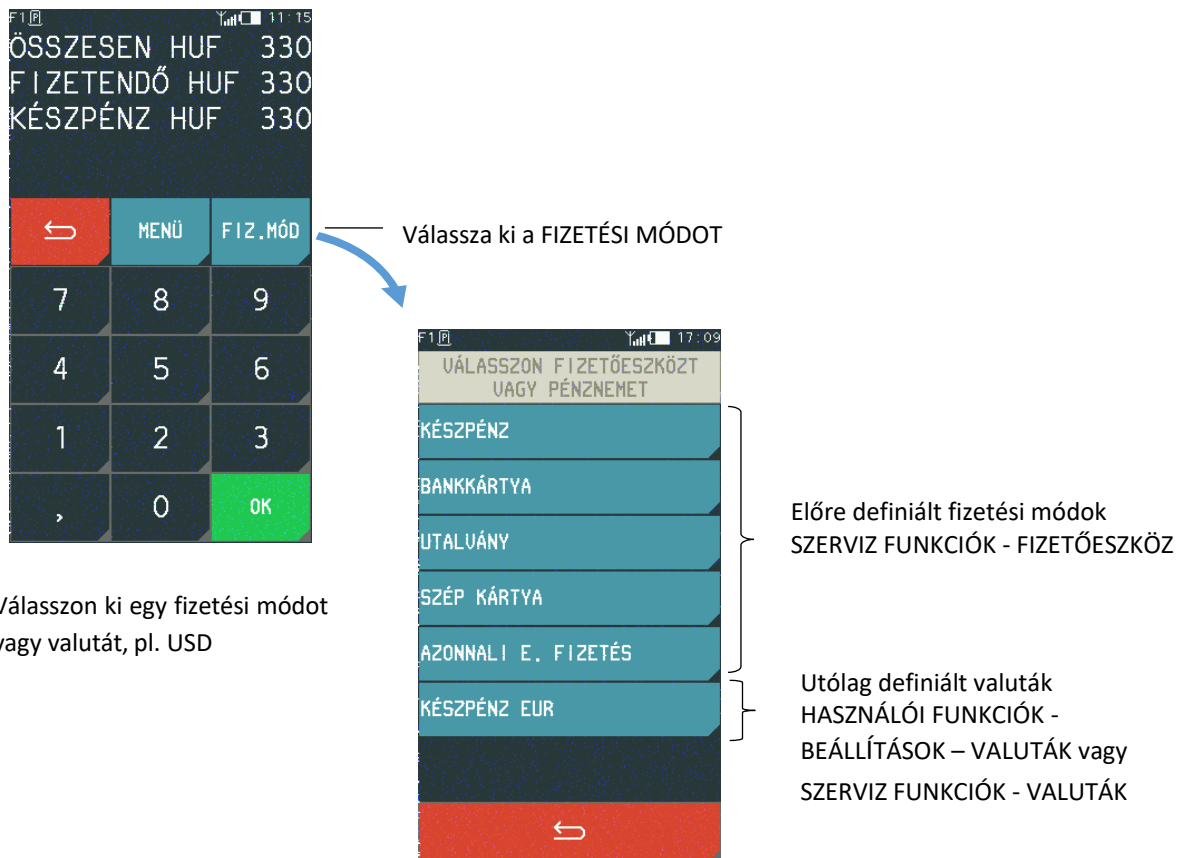 F1 P 11:15
ÖSSZESEN HUF 330
FIZETENDŐ HUF 330
KÉSZPÉNZ HUF 330
MENÜ FIZ.MÓD
7 8 9
4 5 6
1 2 3
, 0 OK
Válassza ki a FIZETÉSI MÓDOT
Válasszon ki egy fizetési módot
vagy valutát, pl. USD
F1 P 17:09
VÁLASSZON FIZETŐESZKÖZT
VAGY PÉNZNEMET
KÉSZPÉNZ
BANKKÁRTYA
UTALVÁNY
SZÉP KÁRTYA
AZONNALI E. FIZETÉS
KÉSZPÉNZ EUR
Előre definiált fizetési módok
SZERVIZ FUNKCIÓK - FIZETŐESZKÖZ
Utólag definiált valuták
HASZNÁLÓI FUNKCIÓK -
BEÁLLÍTÁSOK – VALUTÁK vagy
SZERVIZ FUNKCIÓK - VALUTÁK